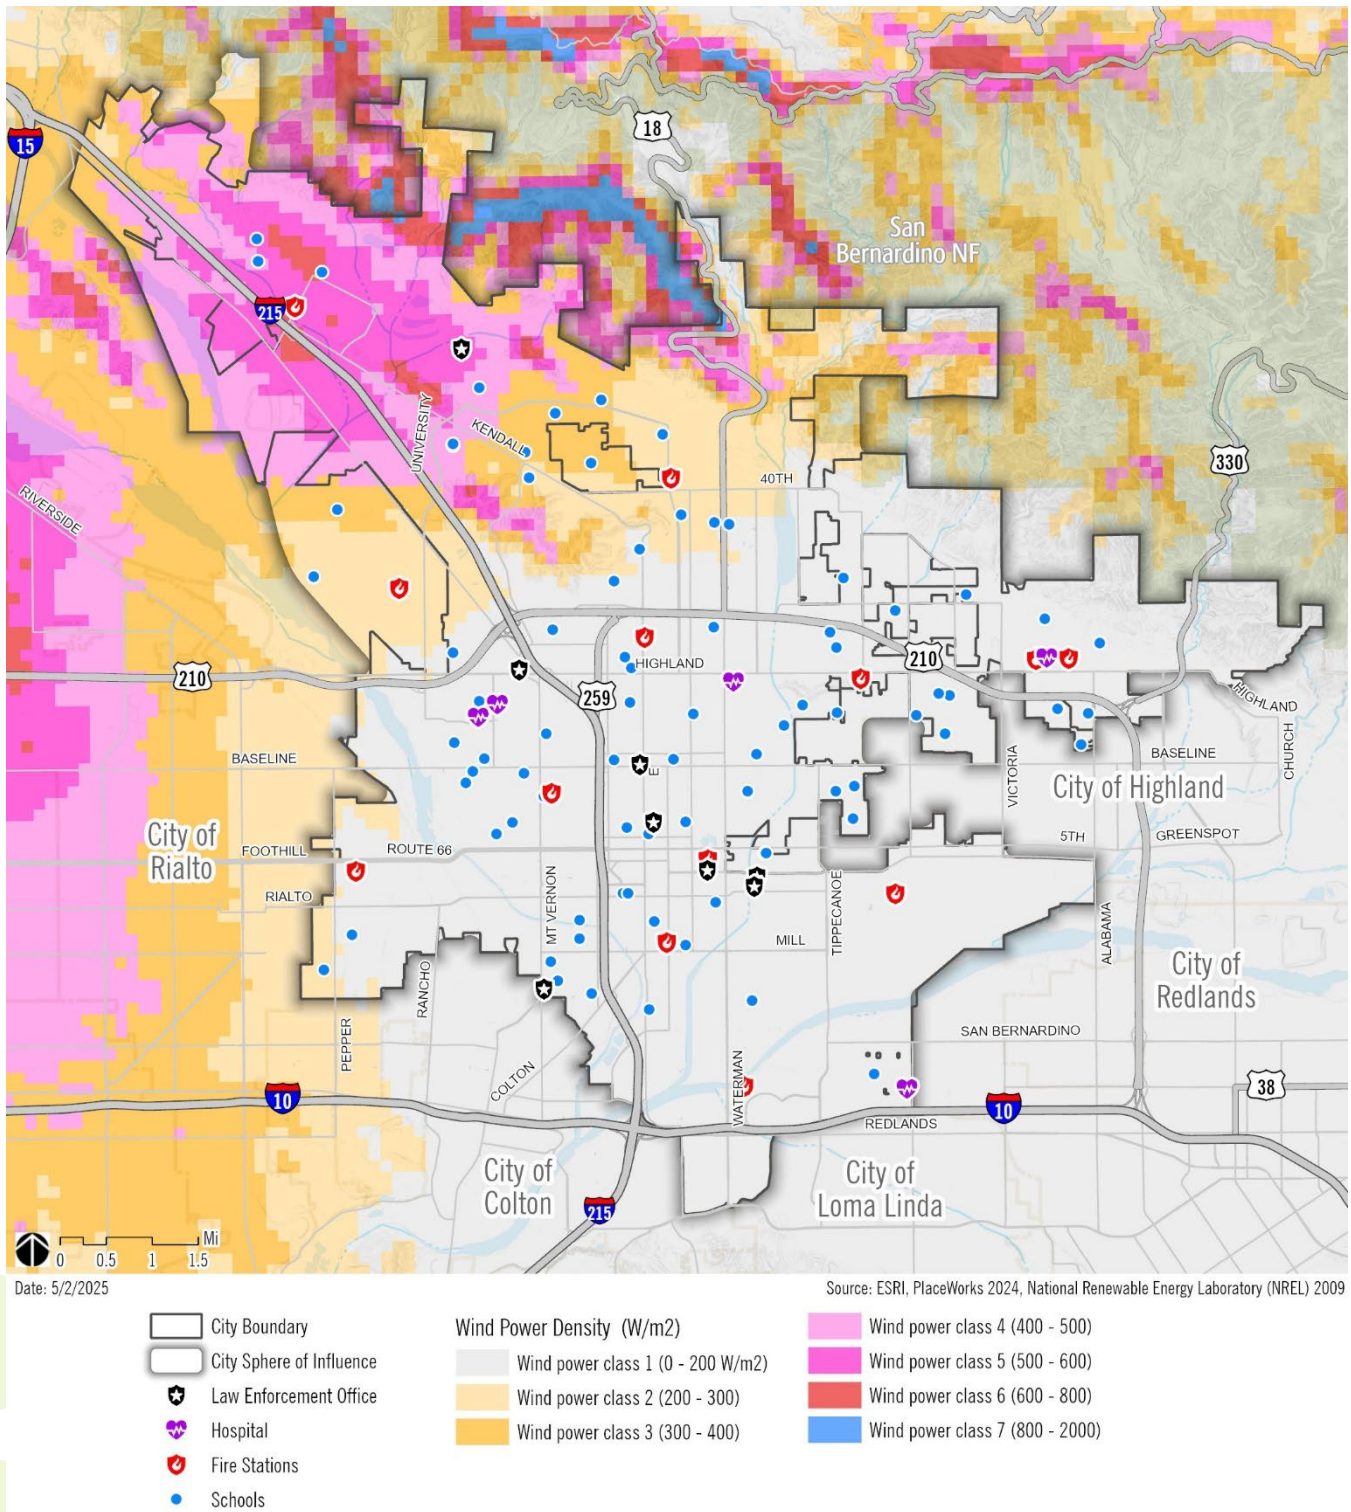 18
15
San
Bernardino NF
215
UNIVERSITY
KENDALL
330
40TH
RIVERSIDE
210
HIGHLAND
210
259
HIGHLAND
CHURCH
BASELINE
E
VICTORIA
BASELINE
City of Highland
City of
Rialto
FOOTHILL
ROUTE 66
5TH
GREENSPOT
RIALTO
MT VERNON
TIPPECANOE
MILL
ALABAMA
RANCHO
City of
Redlands
PEPPER
SAN BERNARDINO
COLTON
WATERMAN
10
10
38
REDLANDS
City of
Colton
City of
Loma Linda
215
Mi
0 0.5 1 1.5
Date: 5/2/2025
Source: ESRI, PlaceWorks 2024, National Renewable Energy Laboratory (NREL) 2009
City Boundary
City Sphere of Influence
Law Enforcement Office
Hospital
Fire Stations
Schools
Wind Power Density (W/m2)
Wind power class 1 (0 - 200 W/m2)
Wind power class 2 (200 - 300)
Wind power class 3 (300 - 400)
Wind power class 4 (400 - 500)
Wind power class 5 (500 - 600)
Wind power class 6 (600 - 800)
Wind power class 7 (800 - 2000)